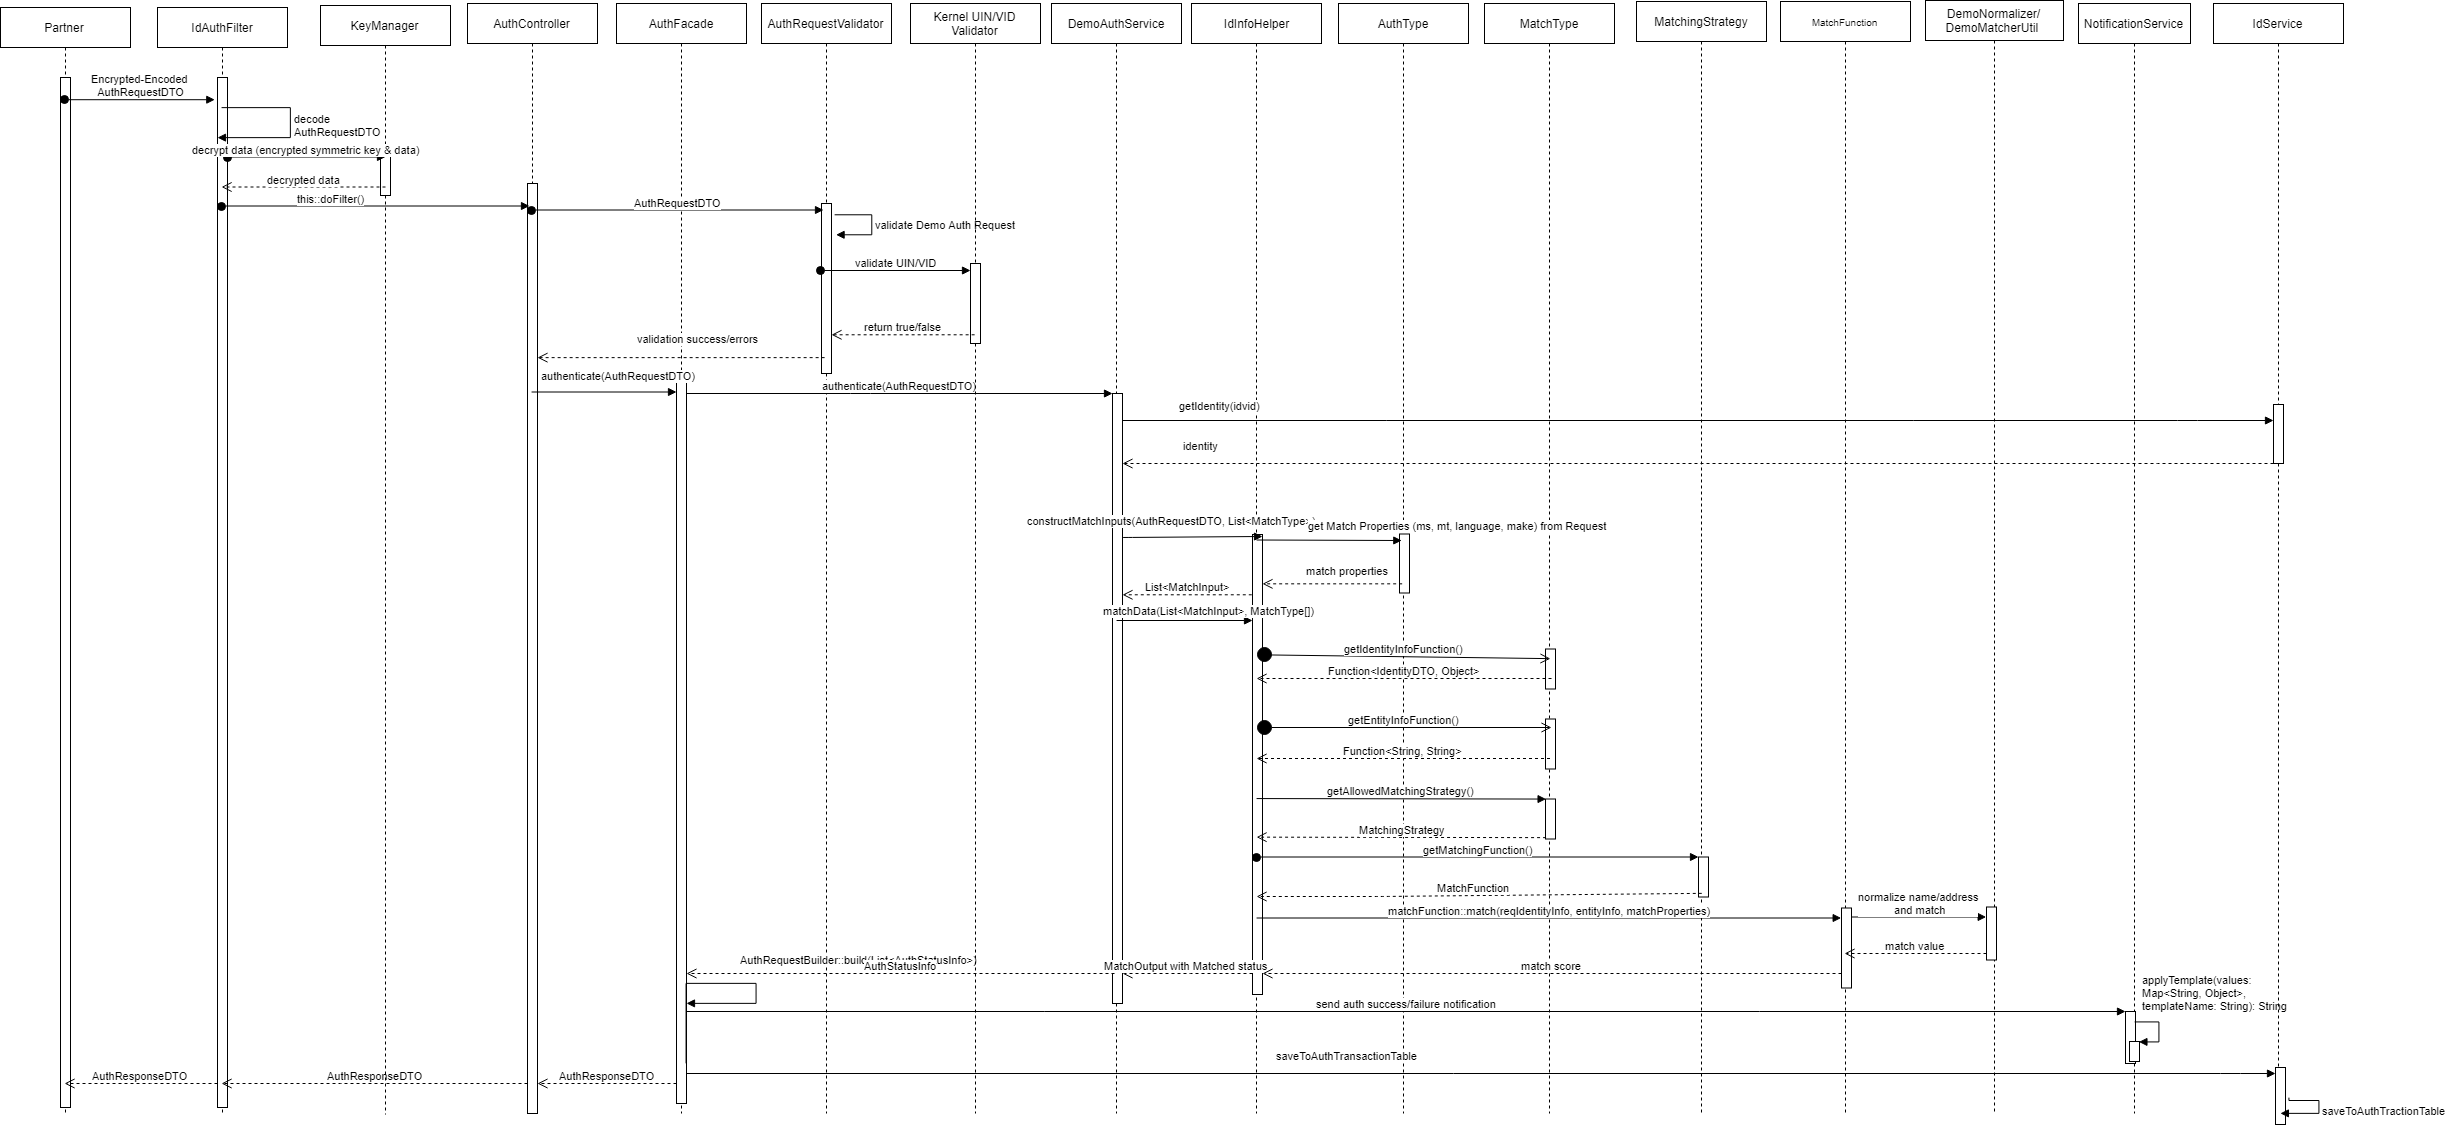 Partner
IdAuthFilter
KeyManager
AuthController
AuthFacade
AuthRequestValidator
Kernel UIN/VID
Validator
DemoAuthService
IdInfoHelper
AuthType
MatchType
MatchingStrategy
MatchFunction
DemoNormalizer/
DemoMatcherUtil
NotificationService
IdService
Encrypted-Encoded
AuthRequestDTO
decode
AuthRequestDTO
decrypt data (encrypted symmetric key & data)
decrypted data
this::doFilter()
AuthRequestDTO
validate Demo Auth Request
validate UIN/VID
return true/false
validation success/errors
authenticate(AuthRequestDTO)
authenticate(AuthRequestDTO)
getIdentity(idvid)
identity
constructMatchInputs(AuthRequestDTO, List<MatchType>
get Match Properties (ms, mt, language, make) from Request
match properties
List<MatchInput>
matchData(List<MatchInput>, MatchType[])
getIdentityInfoFunction()
Function<IdentityDTO, Object>
getEntityInfoFunction()
Function<String, String>
getAllowedMatchingStrategy()
MatchingStrategy
getMatchingFunction()
MatchFunction
matchFunction::match(reqIdentityInfo, entityInfo, matchProperties)
normalize name/address
and match
match value
AuthRequestBuilder::build(List<AuthStatusInfo>)
AuthStatusInfo
MatchOutput with Matched status
match score
applyTemplate(values:
Map<String, Object>,
templateName: String): String
send auth success/failure notification
saveToAuthTransactionTable
AuthResponseDTO
AuthResponseDTO
AuthResponseDTO
saveToAuthTractionTable